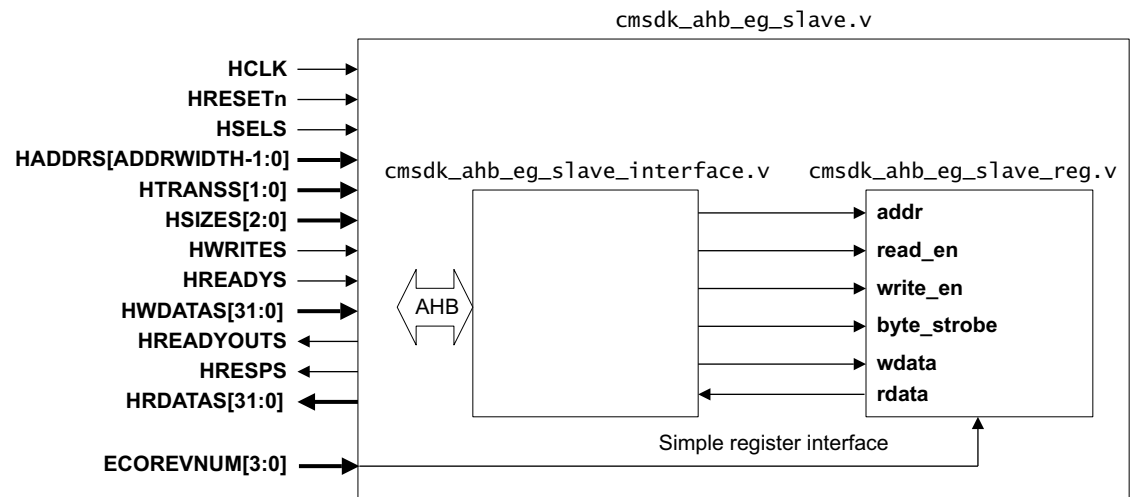 cmsdk_ahb_eg_slave.v
HCLK
HRESETn
HSELS
HADDRS[ADDRWIDTH-1:0]
HTRANSS[1:0]
HSIZES[2:0]
HWRITES
HREADYS
HWDATAS[31:0]
HREADYOUTS
HRESPS
HRDATAS[31:0]
ECOREVNUM[3:0]
AHB
cmsdk_ahb_eg_slave_interface.v
cmsdk_ahb_eg_slave_reg.v
addr
read_en
write_en
byte_strobe
wdata
rdata
Simple register interface